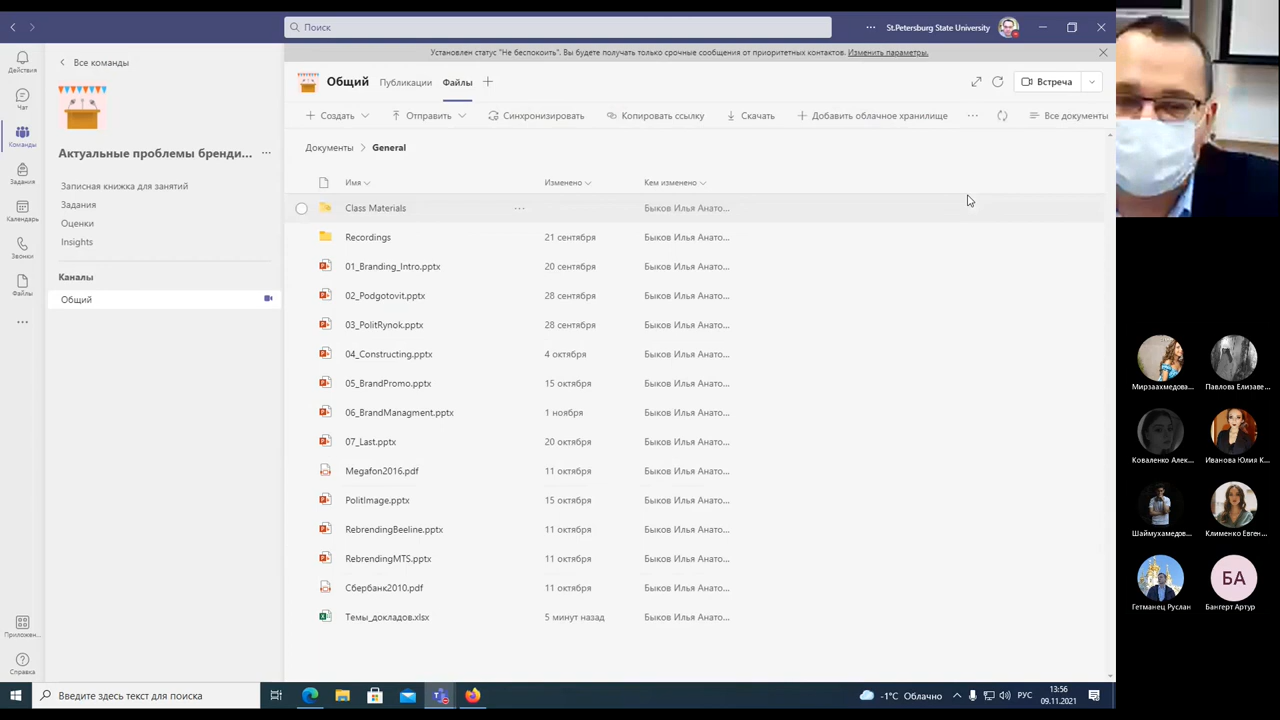 Поиск
St.Petersburg State University
Установлен статус "Не беспокоить". Вы будете получать только срочные сообщения от приоритетных контактов. Изменить параметры.
Действия
Чат
Команды
Задания
Календарь
Звонки
Файлы
Приложен...
Справка
Все команды
Актуальные проблемы бренди...
Записная книжка для занятий
Задания
Оценки
Insights
Каналы
Общий
Общий Публикации Файлы
Встреча
Создать Отправить Синхронизировать Копировать ссылку Скачать Добавить облачное хранилище Все документы
Документы General
Имя Изменено Кем изменено
Class Materials Быков Илья Анато...
Recordings 21 сентября Быков Илья Анато...
01_Branding_Intro.pptx 20 сентября Быков Илья Анато...
02_Podgotovit.pptx 28 сентября Быков Илья Анато...
03_PolitRynok.pptx 28 сентября Быков Илья Анато...
04_Constructing.pptx 4 октября Быков Илья Анато...
05_BrandPromo.pptx 15 октября Быков Илья Анато...
06_BrandManagment.pptx 1 ноября Быков Илья Анато...
07_Last.pptx 20 октября Быков Илья Анато...
Megafon2016.pdf 11 октября Быков Илья Анато...
PolitImage.pptx 15 октября Быков Илья Анато...
RebrendingBeeline.pptx 11 октября Быков Илья Анато...
RebrendingMTS.pptx 11 октября Быков Илья Анато...
Сбербанк2010.pdf 11 октября Быков Илья Анато...
Темы_докладов.xlsx 5 минут назад Быков Илья Анато...
Мирзаахмедова... Павлова Елизаве...
Коваленко Алек... Иванова Юлия К...
Шаймухамедов... Клименко Евген...
БА
Гетманец Руслан Бангерт Артур
Введите здесь текст для поиска
-1°C Облачно
РУС
13:56
09.11.2021